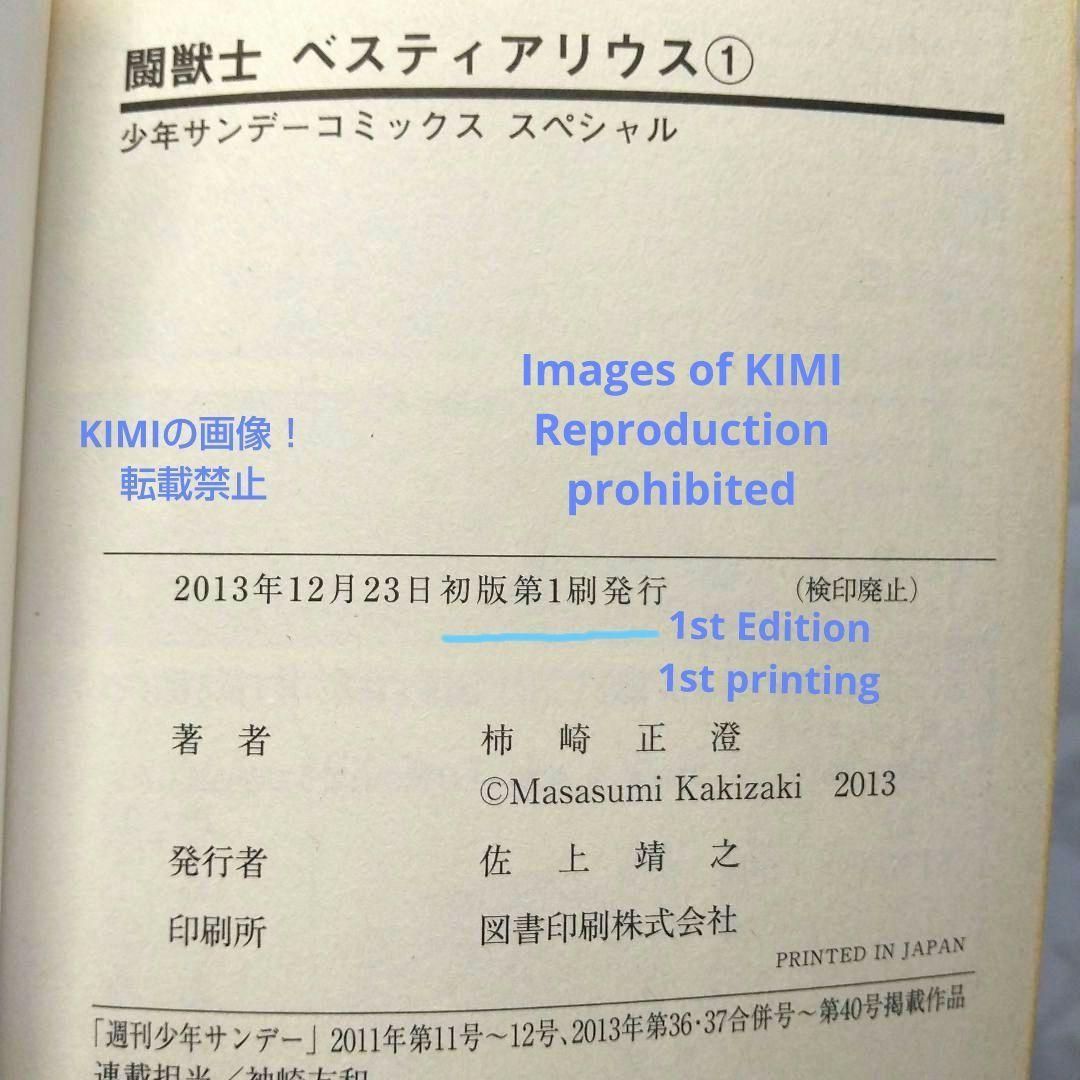 闘獣士 ベスティアリウス①
少年サンデーコミックス スペシャル
Images of KIMI
Reproduction
prohibited
KIMIの画像！
転載禁止
2013年12月23日初版第1刷発行 （検印廃止）
1st Edition
1st printing
著者 柿崎正澄
©Masasumi Kakizaki 2013
発行者 佐上靖之
印刷所 図書印刷株式会社
PRINTED IN JAPAN
「週刊少年サンデー」2011年第11号～12号、2013年第36・37合併号～第40号掲載作品
連載担当／神崎